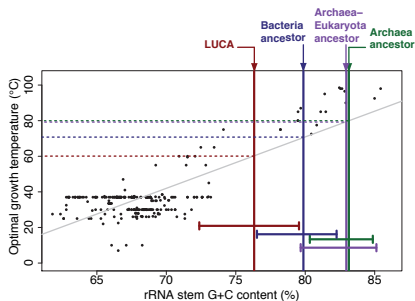 Archaea–
Bacteria Eukaryota Archaea
LUCA ancestor ancestor ancestor
Optimal growth temperature (°C)
100
80
60
40
20
0
65 70 75 80 85
rRNA stem G+C content (%)